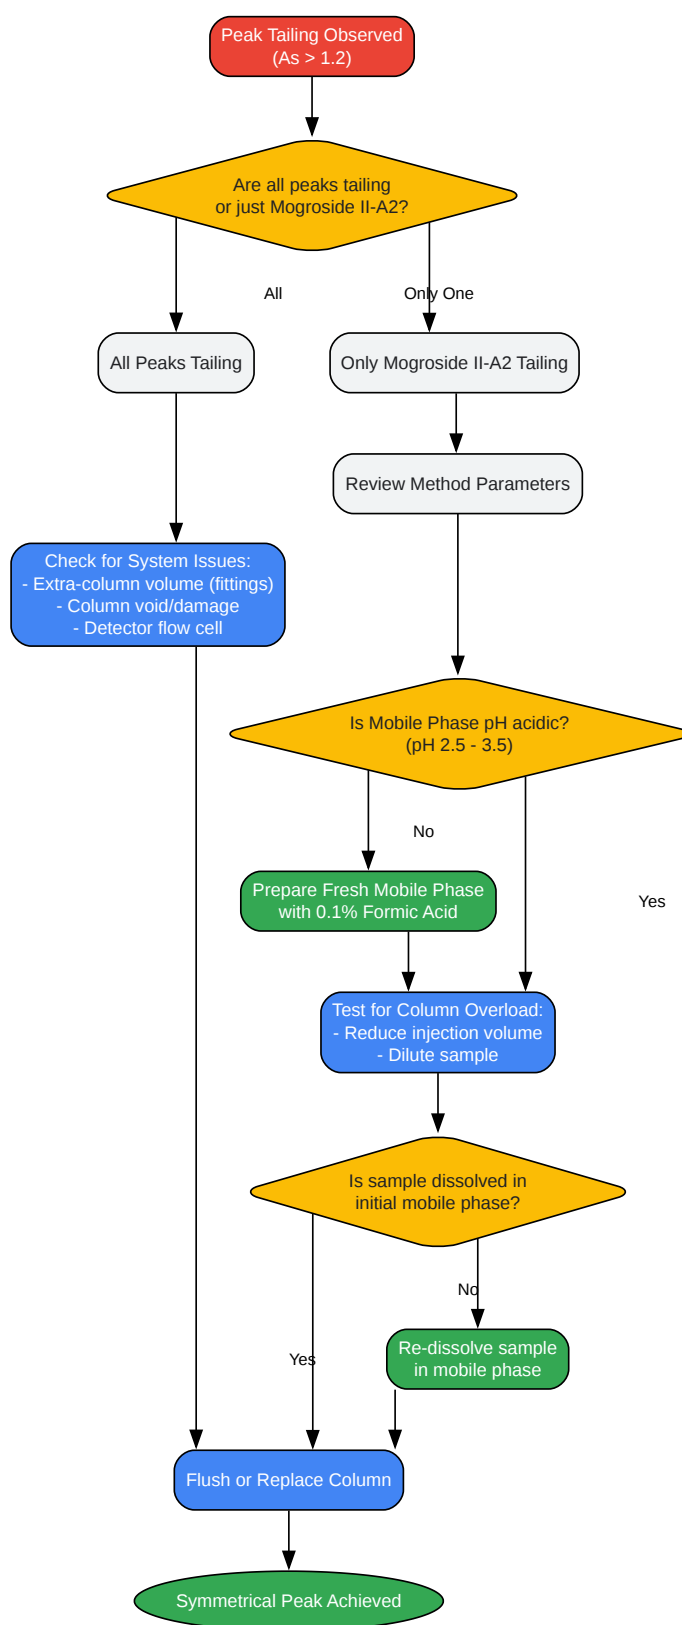 Peak Tailing Observed
(As > 1.2)
Are all peaks tailing
or just Mogroside II-A2?
All
Only One
All Peaks Tailing
Only Mogroside II-A2 Tailing
Review Method Parameters
Check for System Issues:
- Extra-column volume (fittings)
- Column void/damage
- Detector flow cell
Is Mobile Phase pH acidic?
(pH 2.5 - 3.5)
No
Prepare Fresh Mobile Phase
with 0.1% Formic Acid
Yes
Test for Column Overload:
- Reduce injection volume
- Dilute sample
Is sample dissolved in
initial mobile phase?
No
Re-dissolve sample
in mobile phase
Yes
Flush or Replace Column
Symmetrical Peak Achieved